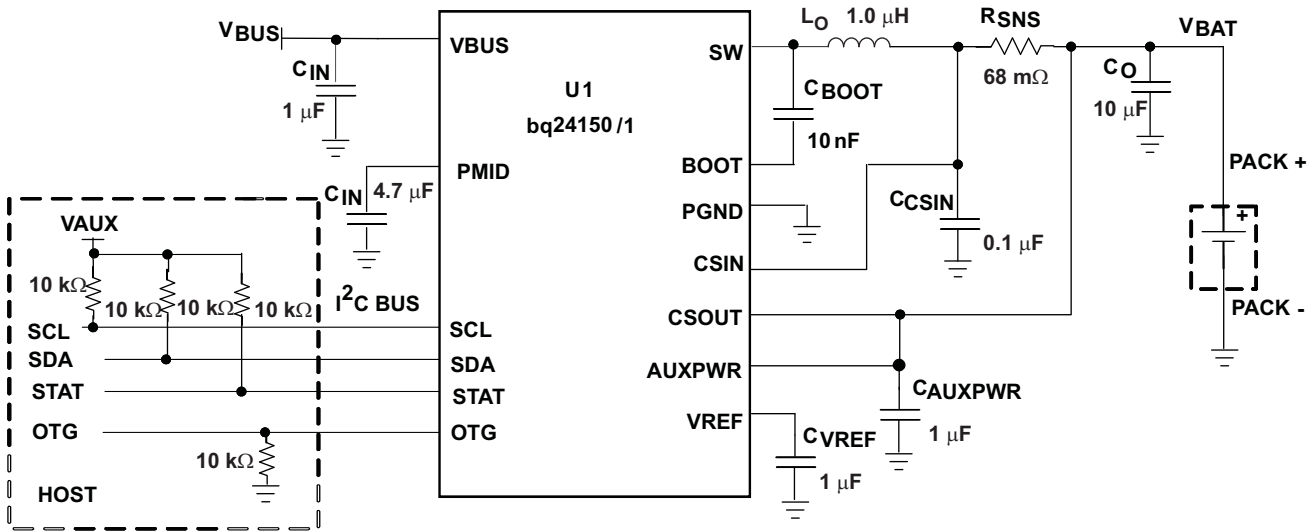 VBUS
CIN
1 μF
VBUS
U1
bq24150/1
SW
LO 1.0 μH
RSNS
68 mΩ
VBAT
CO
10 μF
CBOOT
10 nF
BOOT
PMID
CIN 4.7 μF
PGND
CCSIN
0.1 μF
CSIN
PACK +
+
PACK -
VAUX
10 kΩ
10 kΩ
10 kΩ
I2C BUS
SCL
SCL
SDA
SDA
STAT
STAT
OTG
OTG
10 kΩ
HOST
CSOUT
AUXPWR
CAUXPWR
1 μF
VREF
CVREF
1 μF